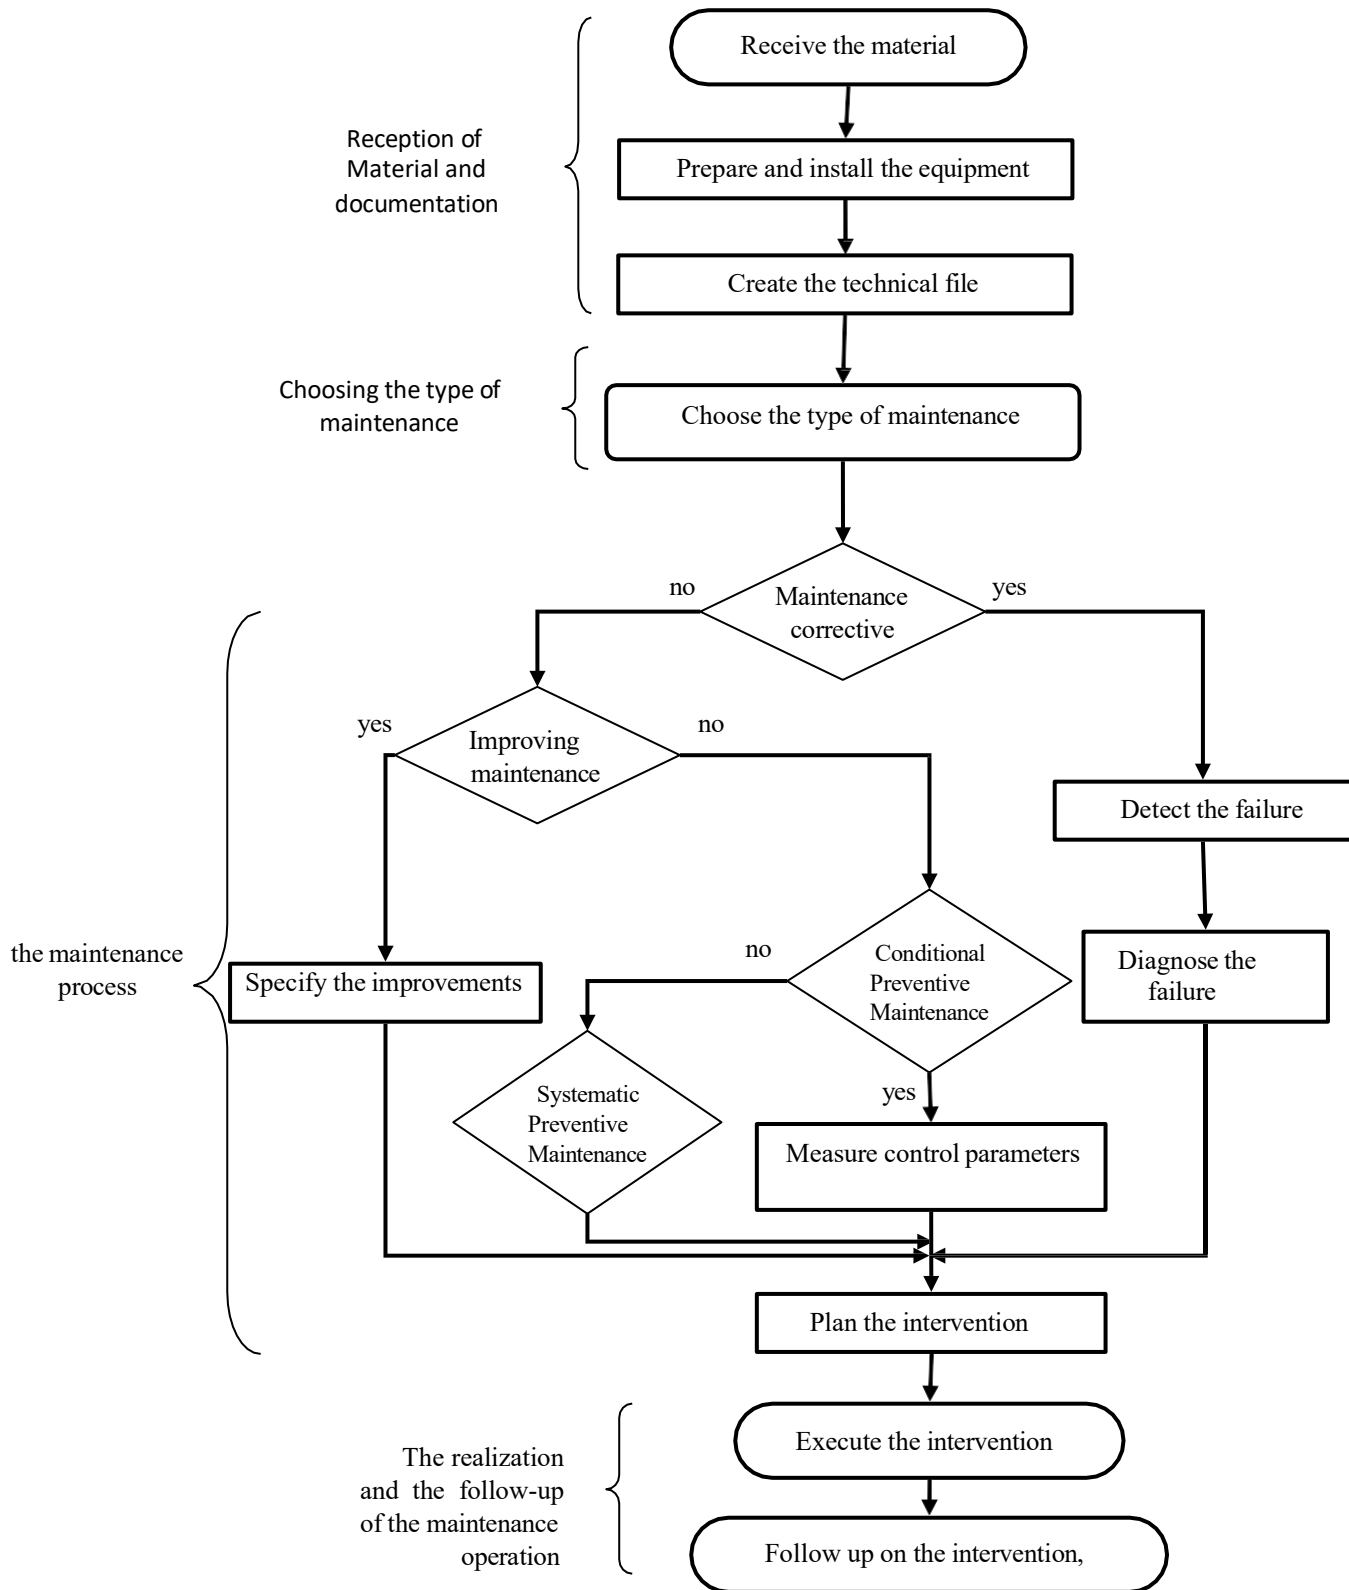 Receive the material
Reception of
Material and
documentation
Prepare and install the equipment
Create the technical file
Choosing the type of
maintenance
Choose the type of maintenance
no
yes
Maintenance
corrective
yes
no
Improving
maintenance
Detect the failure
the maintenance
process
Specify the improvements
no
Conditional
Preventive
Maintenance
Diagnose the
failure
Systematic
Preventive
Maintenance
yes
Measure control parameters
Plan the intervention
The realization
and the follow-up
of the maintenance
operation
Execute the intervention
Follow up on the intervention,